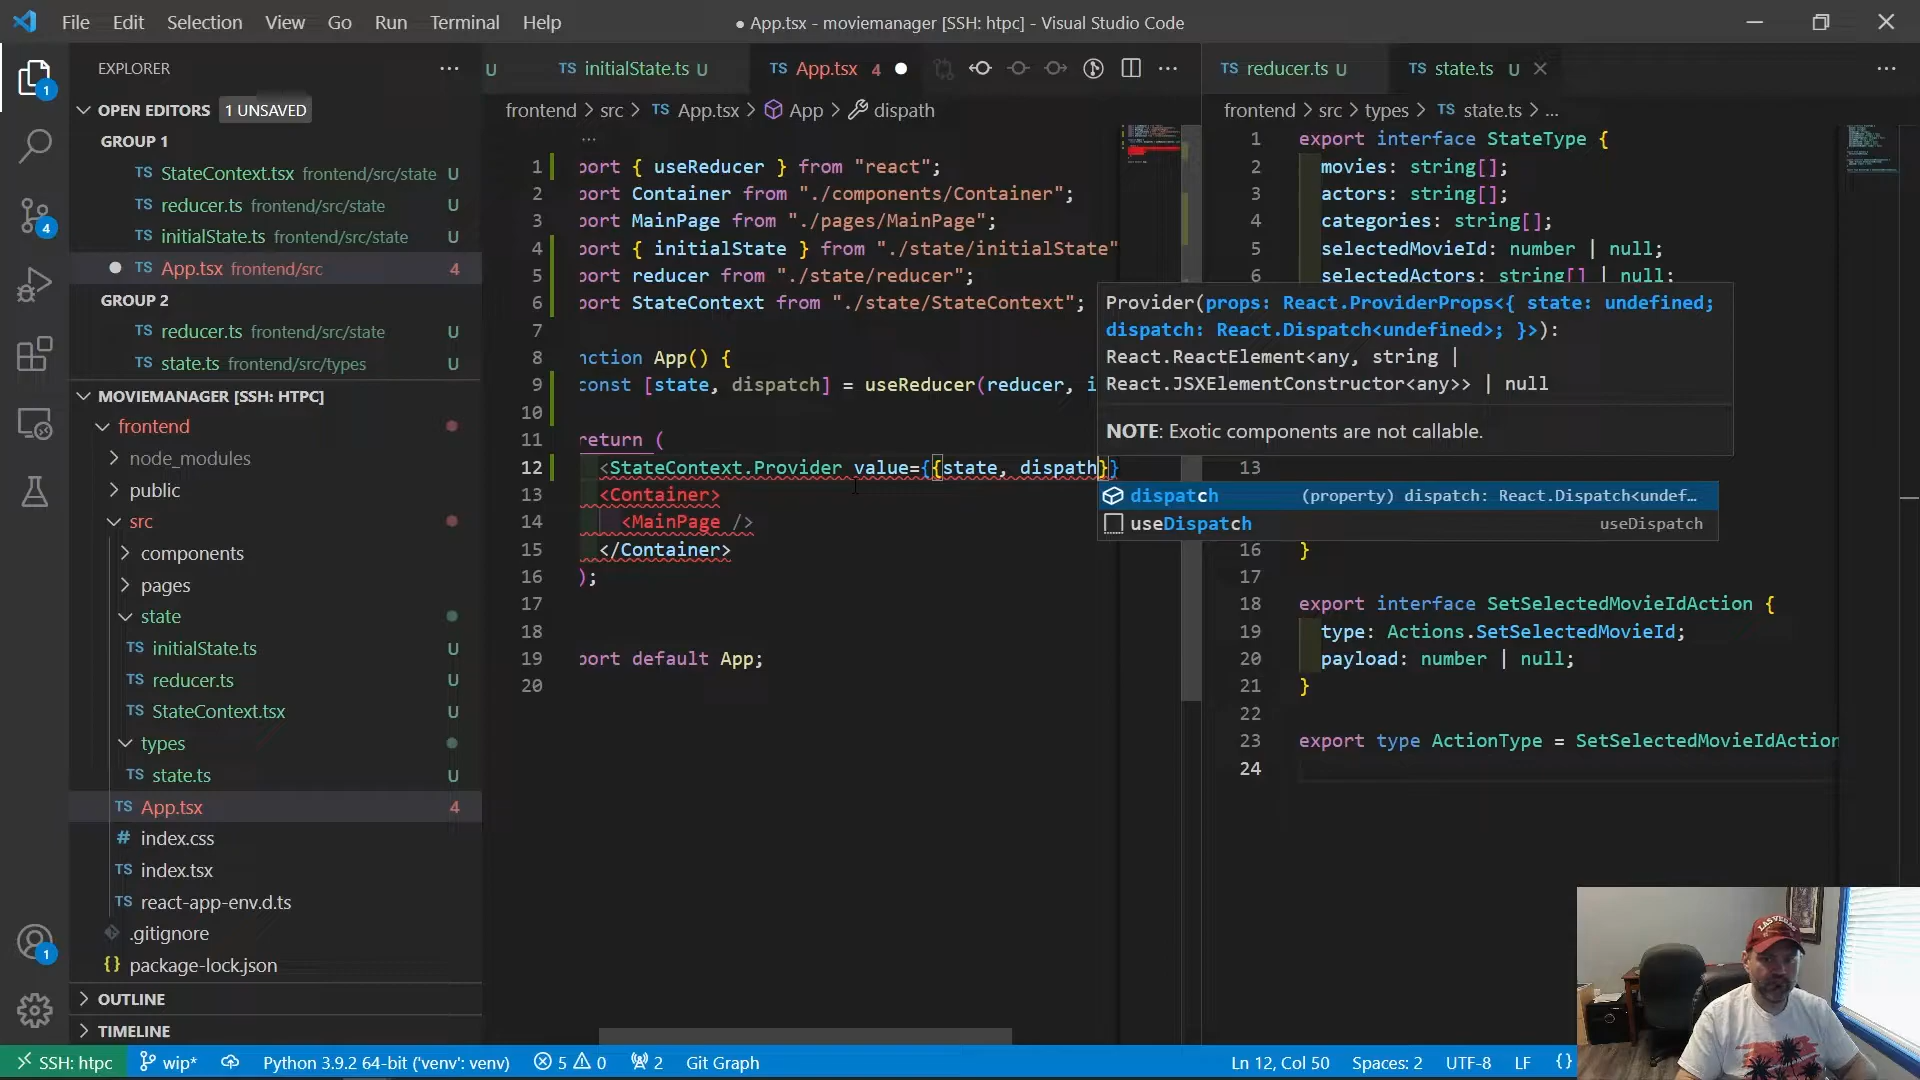 File Edit Selection View Go Run Terminal Help
● App.tsx - moviemanager [SSH: htpc] - Visual Studio Code
EXPLORER
OPEN EDITORS 1 UNSAVED
GROUP 1
TS StateContext.tsx frontend/src/state U
TS reducer.ts frontend/src/state U
TS initialState.ts frontend/src/state U
TS App.tsx frontend/src 4
GROUP 2
TS reducer.ts frontend/src/state U
TS state.ts frontend/src/types U
MOVIEMANAGER [SSH: HTPC]
frontend
node_modules
public
src
components
pages
state
TS initialState.ts U
TS reducer.ts U
TS StateContext.tsx U
types
TS state.ts U
TS App.tsx 4
# index.css
TS index.tsx
TS react-app-env.d.ts
.gitignore
{} package-lock.json
OUTLINE
TIMELINE
1
4
1
U TS initialState.ts U TS App.tsx 4
frontend > src > TS App.tsx > App > dispath
1 port { useReducer } from "react";
2 port Container from "./components/Container";
3 port MainPage from "./pages/MainPage";
4 port { initialState } from "./state/initialState"
5 port reducer from "./state/reducer";
6 port StateContext from "./state/StateContext";
7
8 nction App() {
9 const [state, dispatch] = useReducer(reducer, i
10
11 return (
12 <StateContext.Provider value={{state, dispath}}
13 <Container>
14 <MainPage />
15 </Container>
16 );
17
18
19 port default App;
20
TS reducer.ts U TS state.ts U
frontend > src > types > TS state.ts > ...
1 export interface StateType {
2 movies: string[];
3 actors: string[];
4 categories: string[];
5 selectedMovieId: number | null;
6 selectedActors: string[] | null;
Provider(props: React.ProviderProps<{ state: undefined;
dispatch: React.Dispatch<undefined>; }>):
React.ReactElement<any, string |
React.JSXElementConstructor<any>> | null
NOTE: Exotic components are not callable.
13
dispatch (property) dispatch: React.Dispatch<undef…
useDispatch useDispatch
16 }
17
18 export interface SetSelectedMovieIdAction {
19 type: Actions.SetSelectedMovieId;
20 payload: number | null;
21 }
22
23 export type ActionType = SetSelectedMovieIdAction
24
LAS VEGAS
SSH: htpc wip* Python 3.9.2 64-bit ('venv': venv) 5 0 2 Git Graph
Ln 12, Col 50 Spaces: 2 UTF-8 LF {}